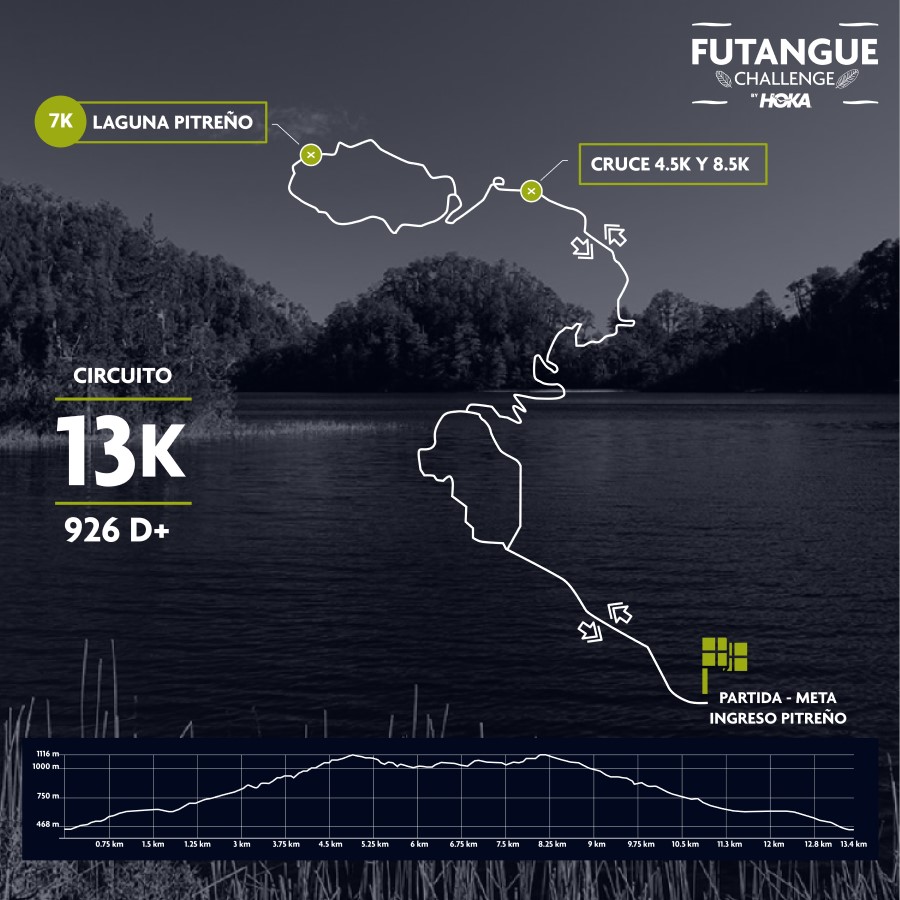 FUTANGUE
CHALLENGE
BY HOKA
7K
LAGUNA PITREÑO
CRUCE 4.5K Y 8.5K
CIRCUITO
13K
926 D+
PARTIDA - META
INGRESO PITREÑO
1116 m
1000 m
750 m
468 m
0.75 km 1.5 km 1.25 km 3 km 3.75 km 4.5 km 5.25 km 6 km 6.75 km 7.5 km 8.25 km 9 km 9.75 km 10.5 km 11.3 km 12 km 12.8 km 13.4 km